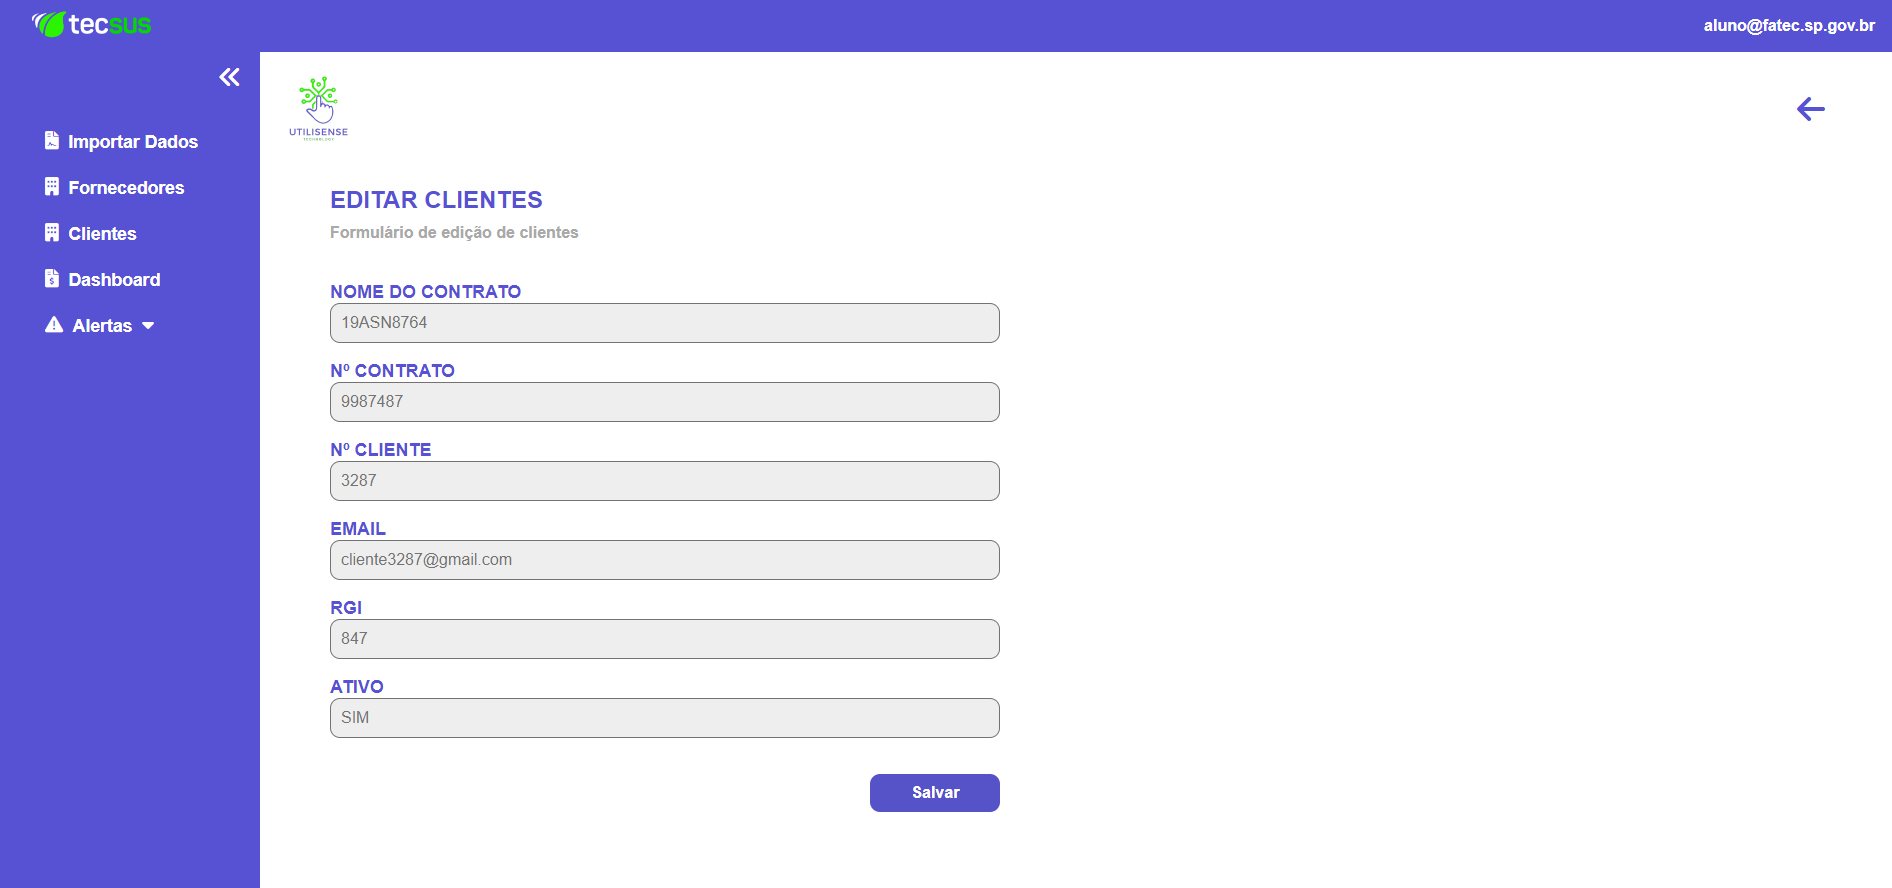 tecsus
aluno@fatec.sp.gov.br
Importar Dados
Fornecedores
Clientes
Dashboard
Alertas
UTILISENSE
TECHNOLOGY
EDITAR CLIENTES
Formulário de edição de clientes
NOME DO CONTRATO
19ASN8764
Nº CONTRATO
9987487
Nº CLIENTE
3287
EMAIL
cliente3287@gmail.com
RGI
847
ATIVO
SIM
Salvar